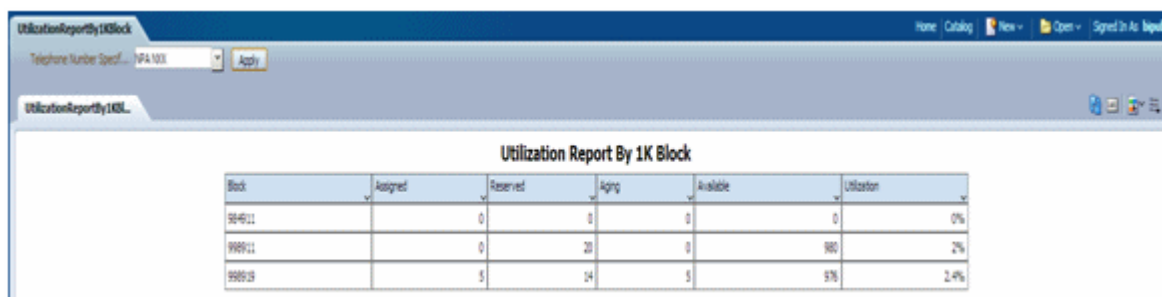 UtilizationReportBy1KBlock
Home Catalog New Open Signed In As bipul
Telephone Number Specif... NPA NXX Apply
UtilizationReportBy1KBl...
Utilization Report By 1K Block
Block Assigned Reserved Aging Available Utilization
984911 0 0 0 0 0%
998911 0 20 0 980 2%
998919 5 14 5 976 2.4%